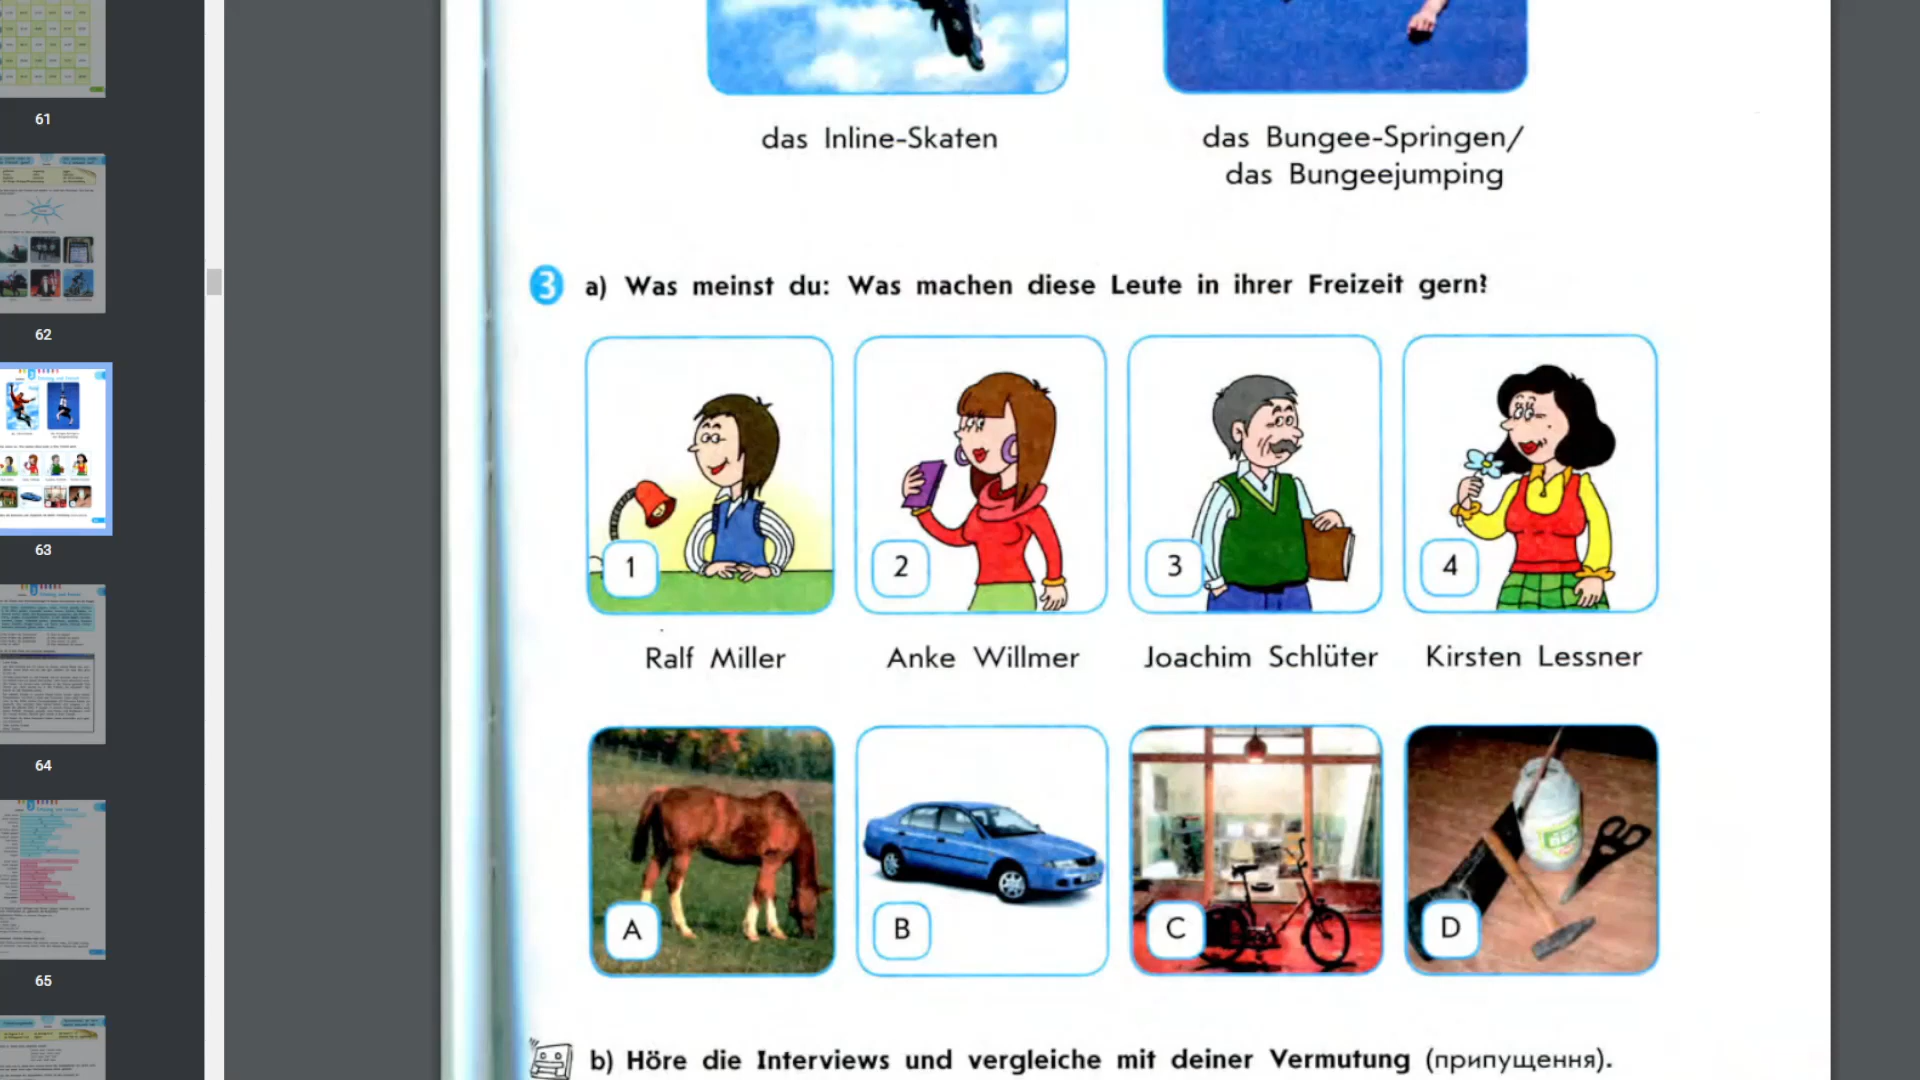 das Inline-Skaten
das Bungee-Springen/
das Bungeejumping
3 a) Was meinst du: Was machen diese Leute in ihrer Freizeit gern?
1
2
3
4
Ralf Miller
Anke Willmer
Joachim Schlüter
Kirsten Lessner
A
B
C
D
b) Höre die Interviews und vergleiche mit deiner Vermutung (припущення).
61
62
63
64
65